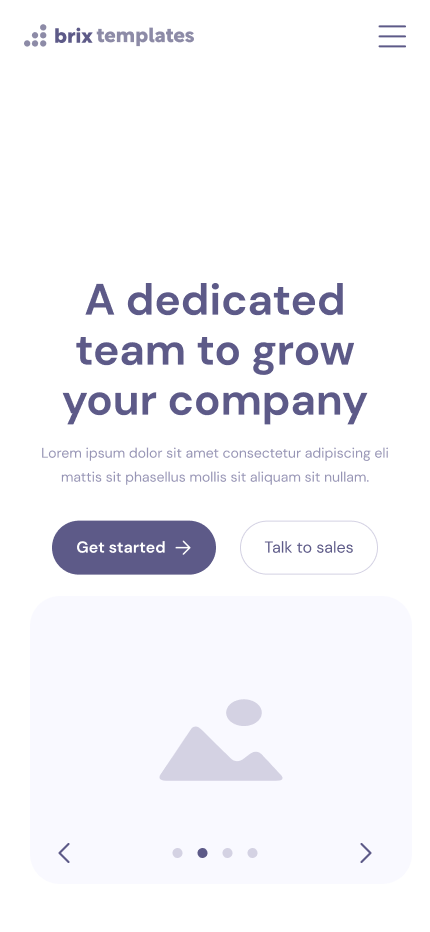 brix templates
A dedicated
team to grow
your company
Lorem ipsum dolor sit amet consectetur adipiscing eli
mattis sit phasellus mollis sit aliquam sit nullam.
Get started
Talk to sales